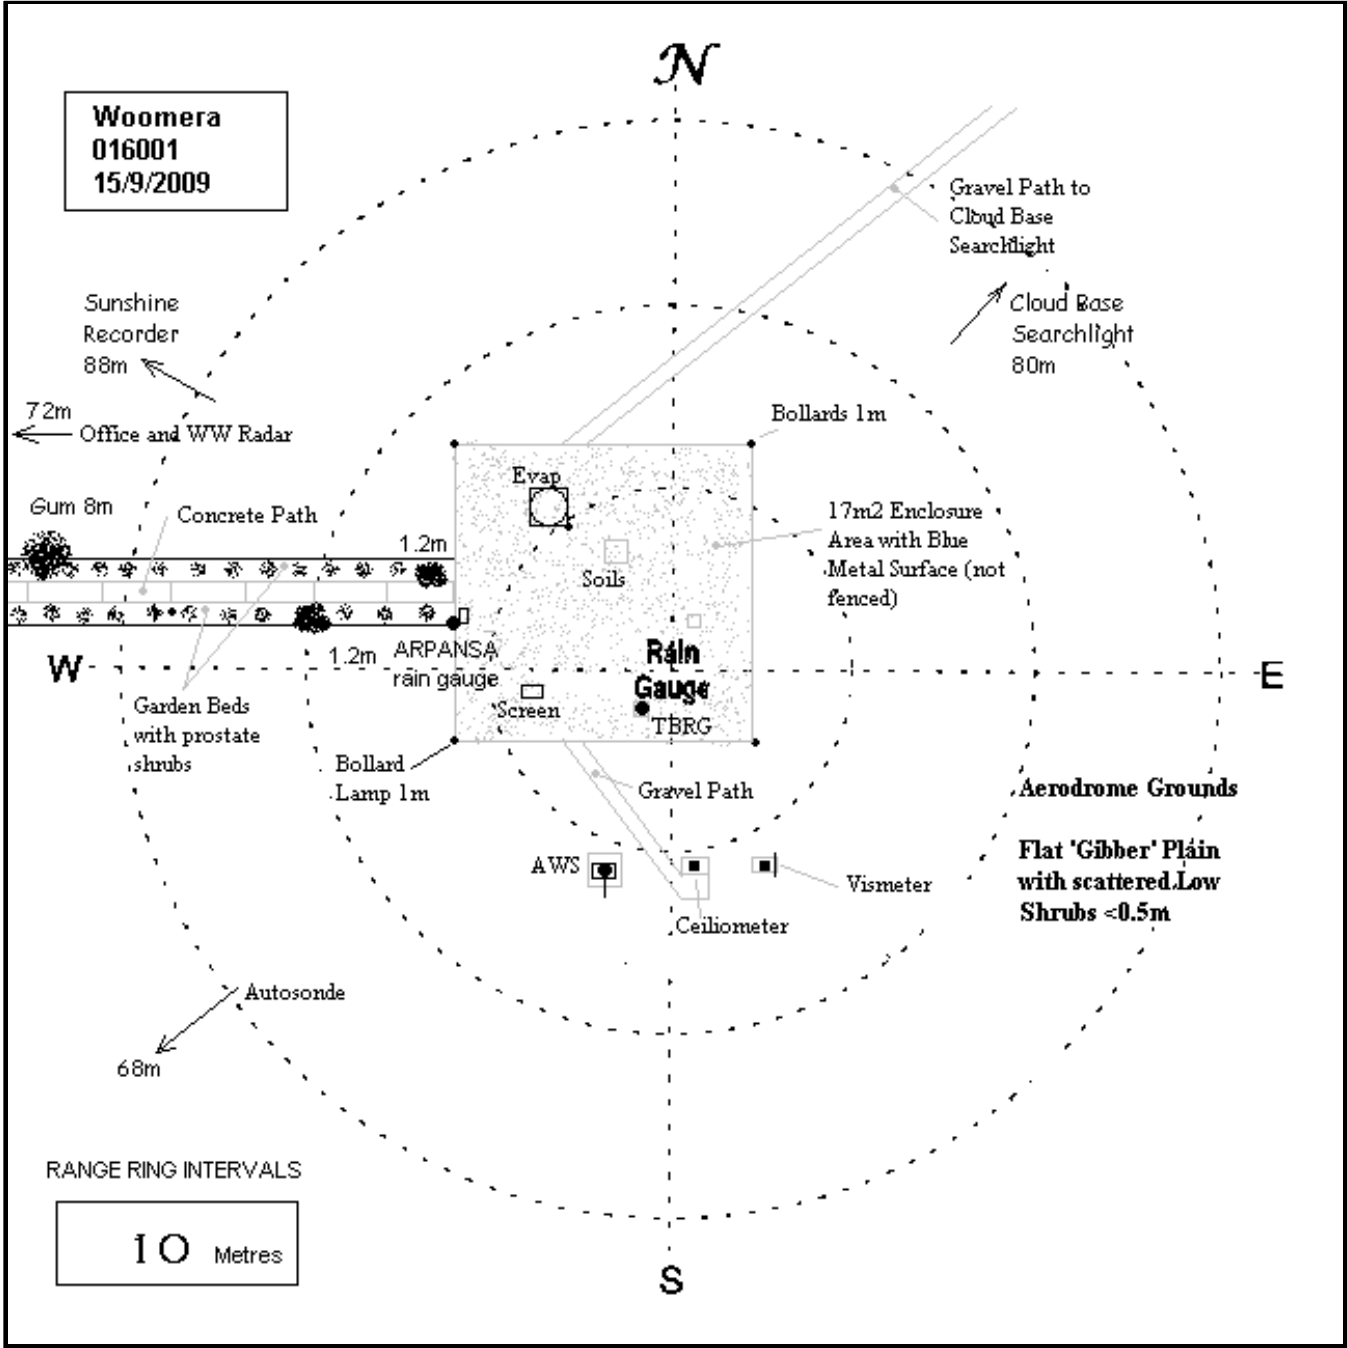 N
Woomera
016001
15/9/2009
Gravel Path to
Cloud Base
Searchlight
Sunshine
Recorder
88m
Cloud Base
Searchlight
80m
72m
Office and WW Radar
Bollards 1m
Evap
Gum 8m
Concrete Path
17m2 Enclosure
Area with Blue
Metal Surface (not
fenced)
1.2m
Soils
ARPANSA
rain gauge
1.2m
Rain
Gauge
W
E
Screen
TBRG
Garden Beds
with prostate
shrubs
Bollard
Lamp 1m
Gravel Path
Aerodrome Grounds
Flat 'Gibber' Plain
with scattered Low
Shrubs <0.5m
AWS
Vismeter
Ceiliometer
Autosonde
68m
RANGE RING INTERVALS
10 Metres
S